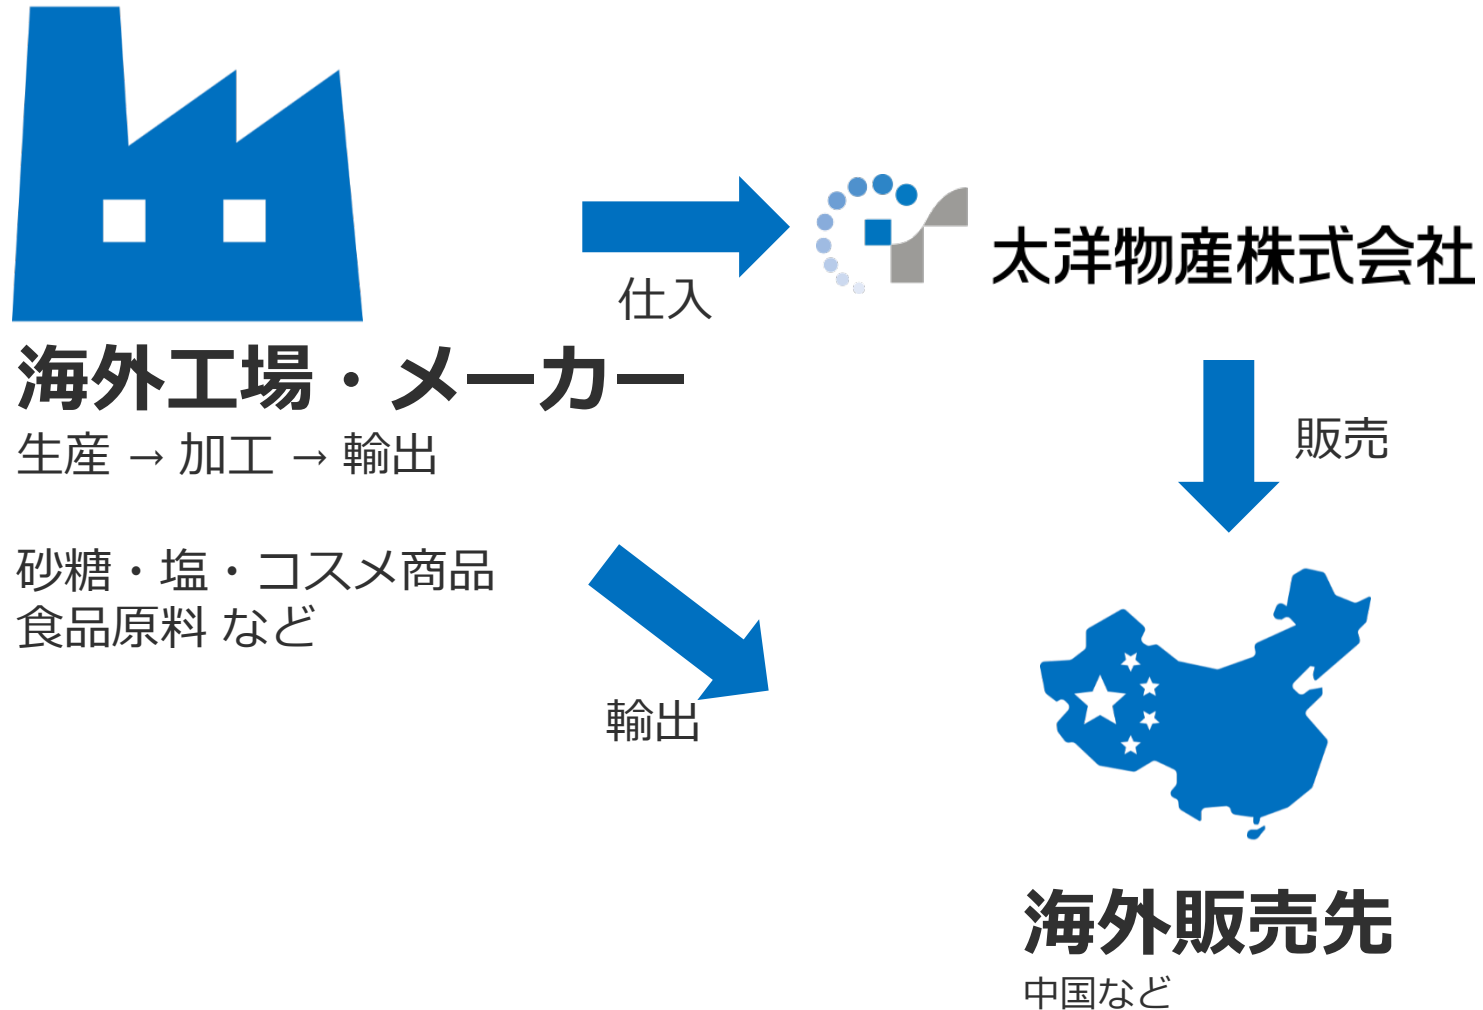 太洋物産株式会社
仕入
海外工場・メーカー
生産 → 加工 → 輸出
販売
砂糖・塩・コスメ商品
食品原料 など
輸出
海外販売先
中国など